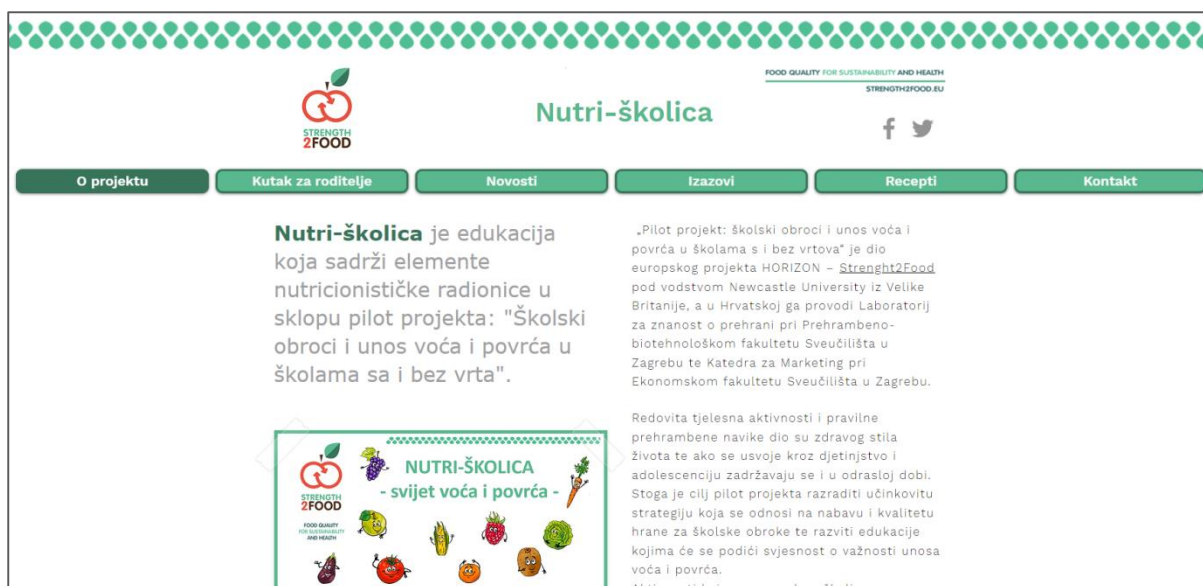 STRENGTH
2FOOD
Nutri-školica
FOOD QUALITY FOR SUSTAINABILITY AND HEALTH
STRENGTH2FOOD.EU
O projektu
Kutak za roditelje
Novosti
Izazovi
Recepti
Kontakt
Nutri-školica je edukacija
koja sadrži elemente
nutricionističke radionice u
sklopu pilot projekta: "Školski
obroci i unos voća i povrća u
školama sa i bez vrta".
STRENGTH
2FOOD
FOOD QUALITY
FOR SUSTAINABILITY
AND HEALTH
NUTRI-ŠKOLICA
- svijet voća i povrća -
„Pilot projekt: školski obroci i unos voća i
povrća u školama s i bez vrtova" je dio
europskog projekta HORIZON – Strenght2Food
pod vodstvom Newcastle University iz Velike
Britanije, a u Hrvatskoj ga provodi Laboratorij
za znanost o prehrani pri Prehrambeno-
biotehnološkom fakultetu Sveučilišta u
Zagrebu te Katedra za Marketing pri
Ekonomskom fakultetu Sveučilišta u Zagrebu.
Redovita tjelesna aktivnosti i pravilne
prehrambene navike dio su zdravog stila
života te ako se usvoje kroz djetinjstvo i
adolescenciju zadržavaju se i u odrasloj dobi.
Stoga je cilj pilot projekta razraditi učinkovitu
strategiju koja se odnosi na nabavu i kvalitetu
hrane za školske obroke te razviti edukacije
kojima će se podići svjesnost o važnosti unosa
voća i povrća.